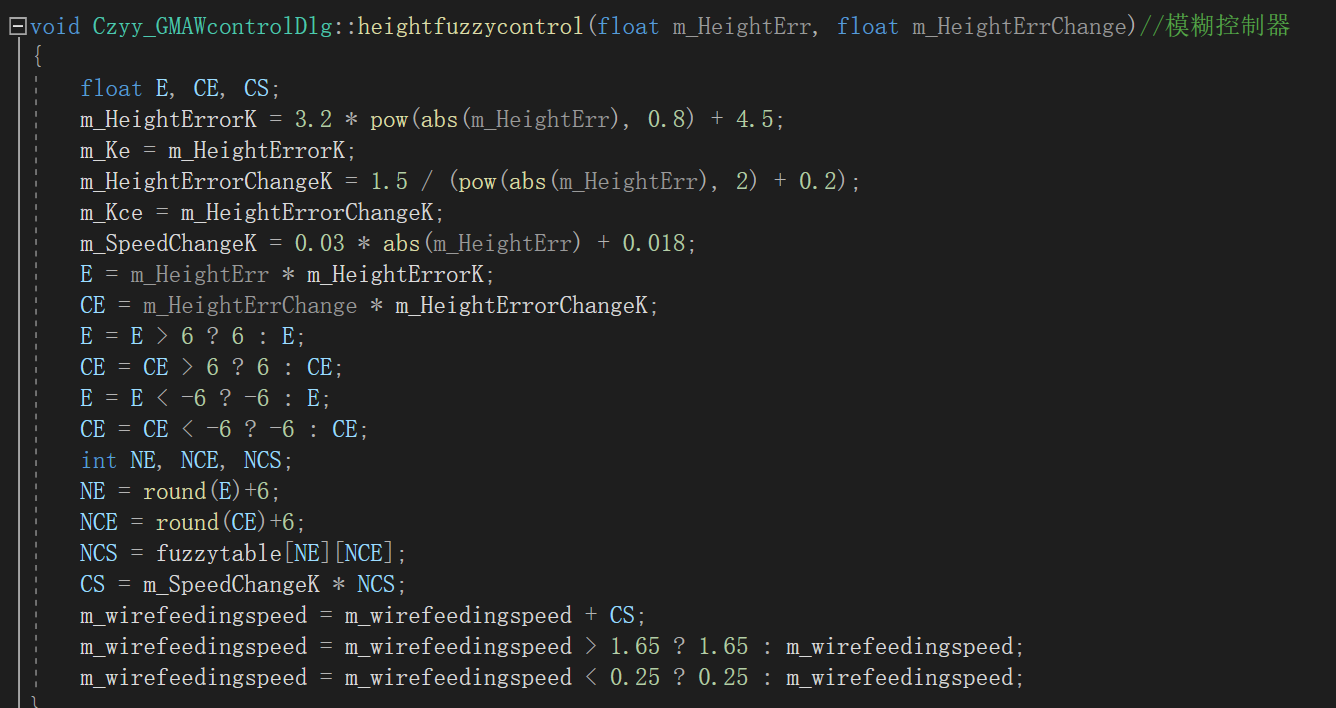 void Czyy_GMAWcontrolDlg::heightfuzzycontrol(float m_HeightErr, float m_HeightErrChange)//模糊控制器
{
float E, CE, CS;
m_HeightErrorK = 3.2 * pow(abs(m_HeightErr), 0.8) + 4.5;
m_Ke = m_HeightErrorK;
m_HeightErrorChangeK = 1.5 / (pow(abs(m_HeightErr), 2) + 0.2);
m_Kce = m_HeightErrorChangeK;
m_SpeedChangeK = 0.03 * abs(m_HeightErr) + 0.018;
E = m_HeightErr * m_HeightErrorK;
CE = m_HeightErrChange * m_HeightErrorChangeK;
E = E > 6 ? 6 : E;
CE = CE > 6 ? 6 : CE;
E = E < -6 ? -6 : E;
CE = CE < -6 ? -6 : CE;
int NE, NCE, NCS;
NE = round(E)+6;
NCE = round(CE)+6;
NCS = fuzzytable[NE][NCE];
CS = m_SpeedChangeK * NCS;
m_wirefeedingspeed = m_wirefeedingspeed + CS;
m_wirefeedingspeed = m_wirefeedingspeed > 1.65 ? 1.65 : m_wirefeedingspeed;
m_wirefeedingspeed = m_wirefeedingspeed < 0.25 ? 0.25 : m_wirefeedingspeed;
}